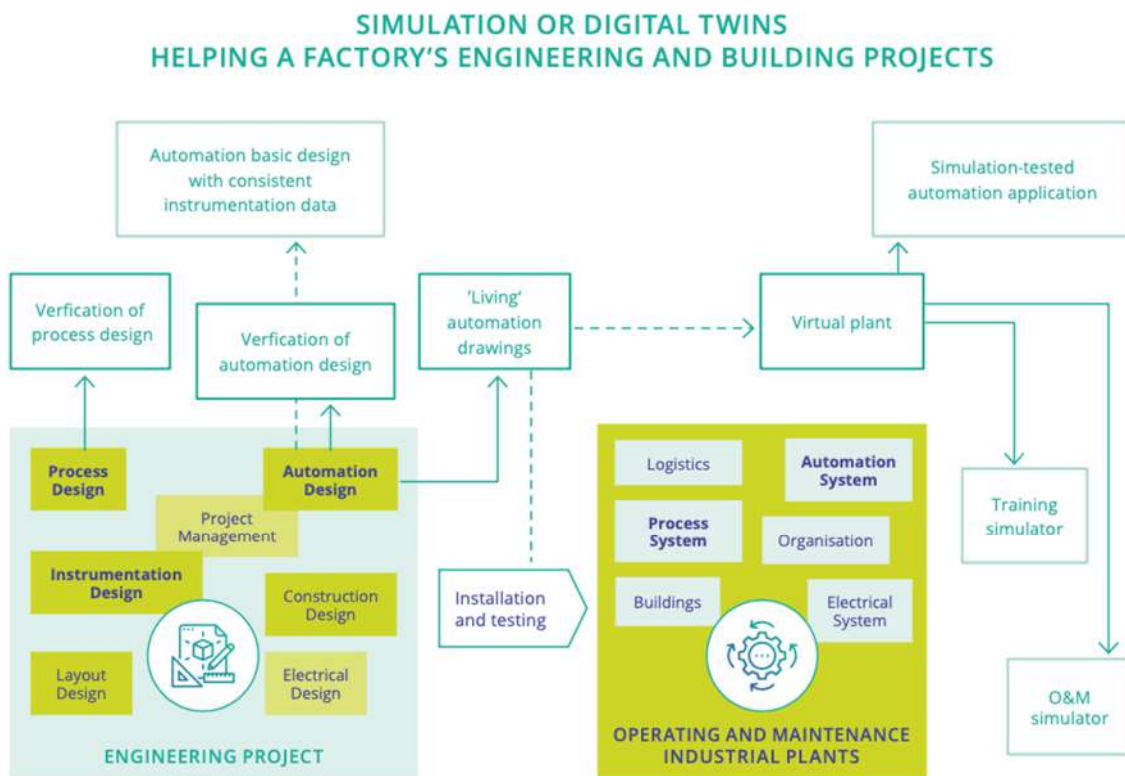 SIMULATION OR DIGITAL TWINS
HELPING A FACTORY'S ENGINEERING AND BUILDING PROJECTS
Automation basic design
with consistent
instrumentation data
Simulation-tested
automation application
Verfication of
process design
Verfication of
automation design
'Living'
automation
drawings
Virtual plant
Process
Design
Automation
Design
Project
Management
Instrumentation
Design
Construction
Design
Layout
Design
Electrical
Design
ENGINEERING PROJECT
Installation
and testing
Logistics
Automation
System
Process
System
Organisation
Buildings
Electrical
System
OPERATING AND MAINTENANCE
INDUSTRIAL PLANTS
Training
simulator
O&M
simulator